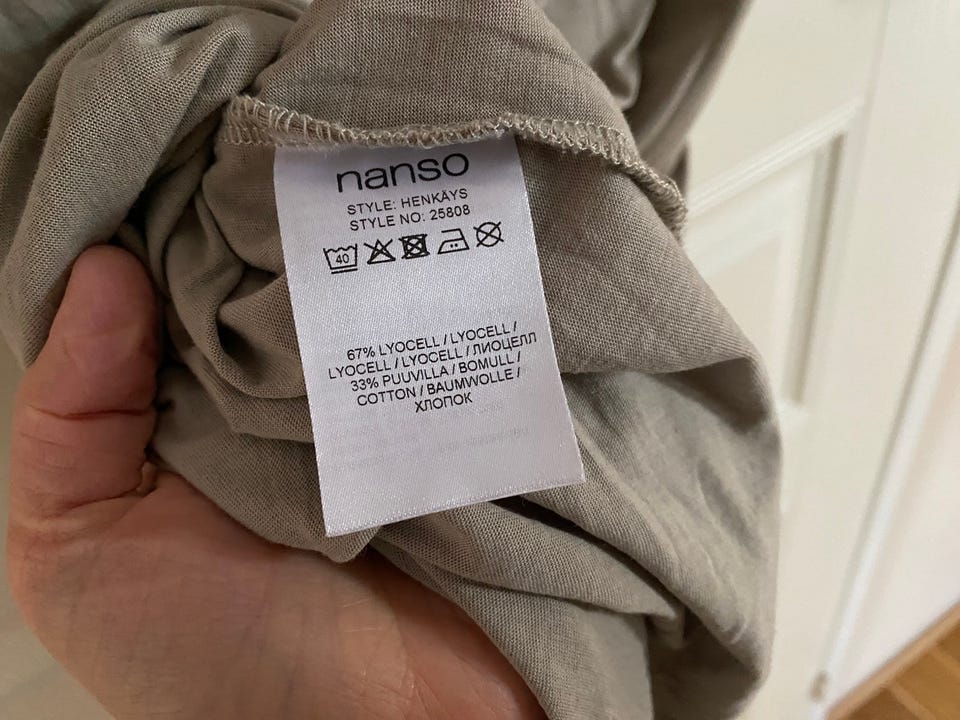 nanso
STYLE: HENKÄYS
STYLE NO: 25808
40
67% LYOCELL / LYOCELL /
LYOCELL / LYOCELL / ЛИОЦЕЛЛ
33% PUUVILLA / BOMULL /
COTTON / BAUMWOLLE /
ХЛОПОК